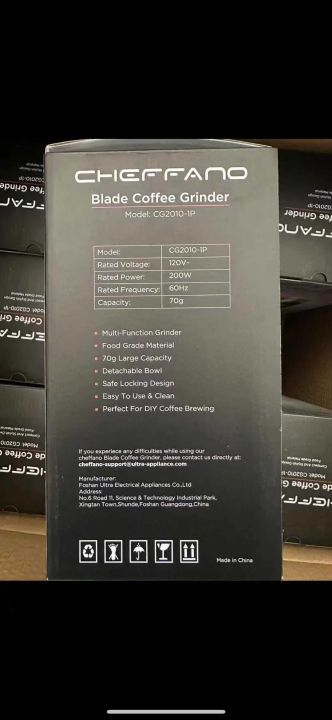 CHEFFANO
Blade Coffee Grinder
Model: CG2010-1P
Model: CG2010-1P
Rated Voltage: 120V~
Rated Power: 200W
Rated Frequency: 60Hz
Capacity: 70g
Multi-Function Grinder
Food Grade Material
70g Large Capacity
Detachable Bowl
Safe Locking Design
Easy To Use & Clean
Perfect For DIY Coffee Brewing
If you experiece any difficulties while using our
cheffano Blade Coffee Grinder, please contact us directly at:
cheffano-support@ultra-appliance.com
Manufacturer:
Foshan Ultra Electrical Appliances Co.,Ltd
Address:
No,6 Road 11, Science & Technology Industrial Park,
Xingtan Town,Shunde,Foshan Guangdong,China
Made in China